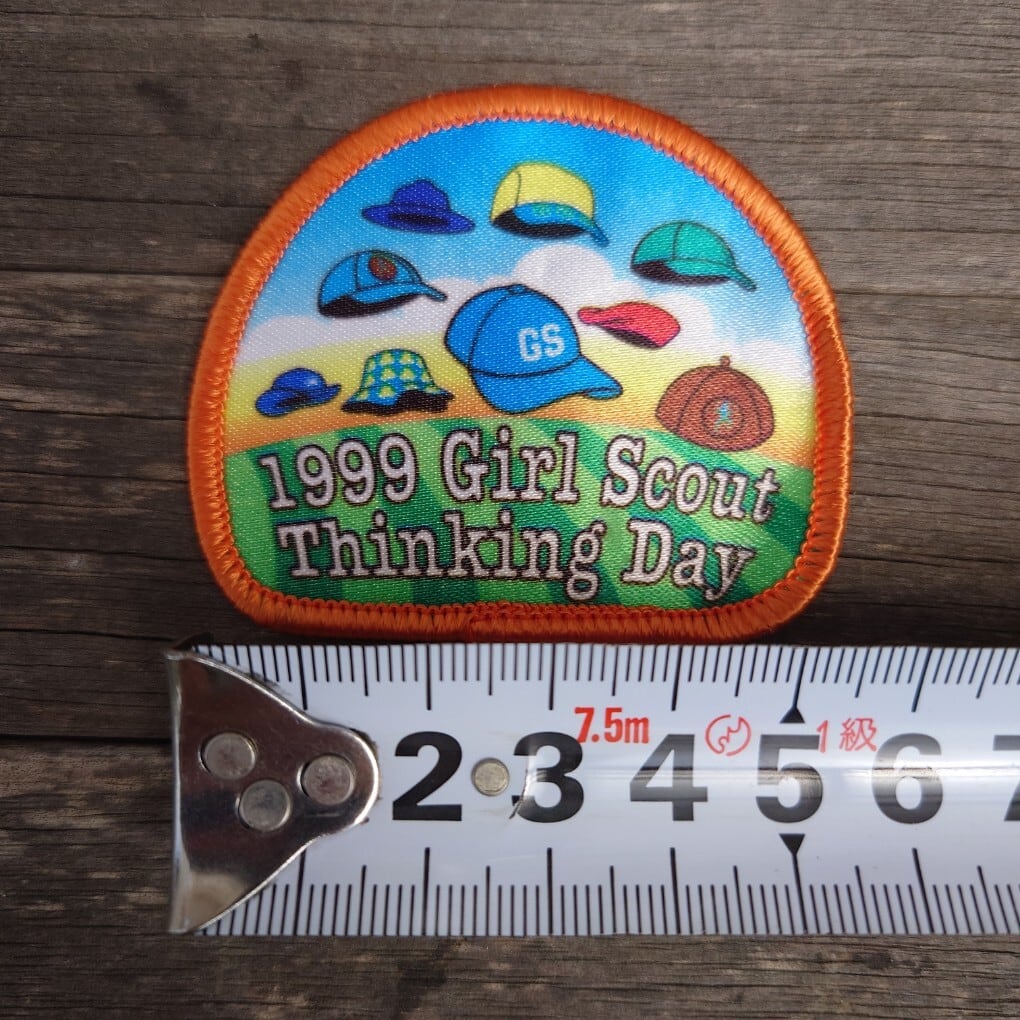 GS
1999 Girl Scout
Thinking Day
7.5m 1級
2 3 4 5 6 7